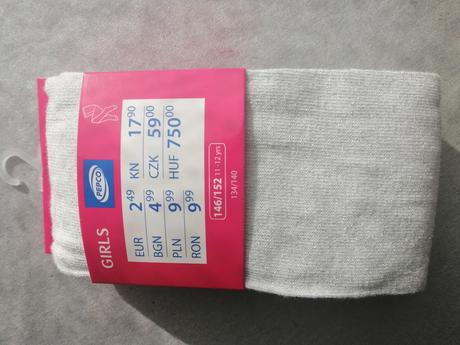 PEPCO
GIRLS
EUR 2 49 KN 17 90
BGN 4 99 CZK 59 00
PLN 9 99 HUF 750 00
RON 9 99
146/152 11-12 yrs
134/140